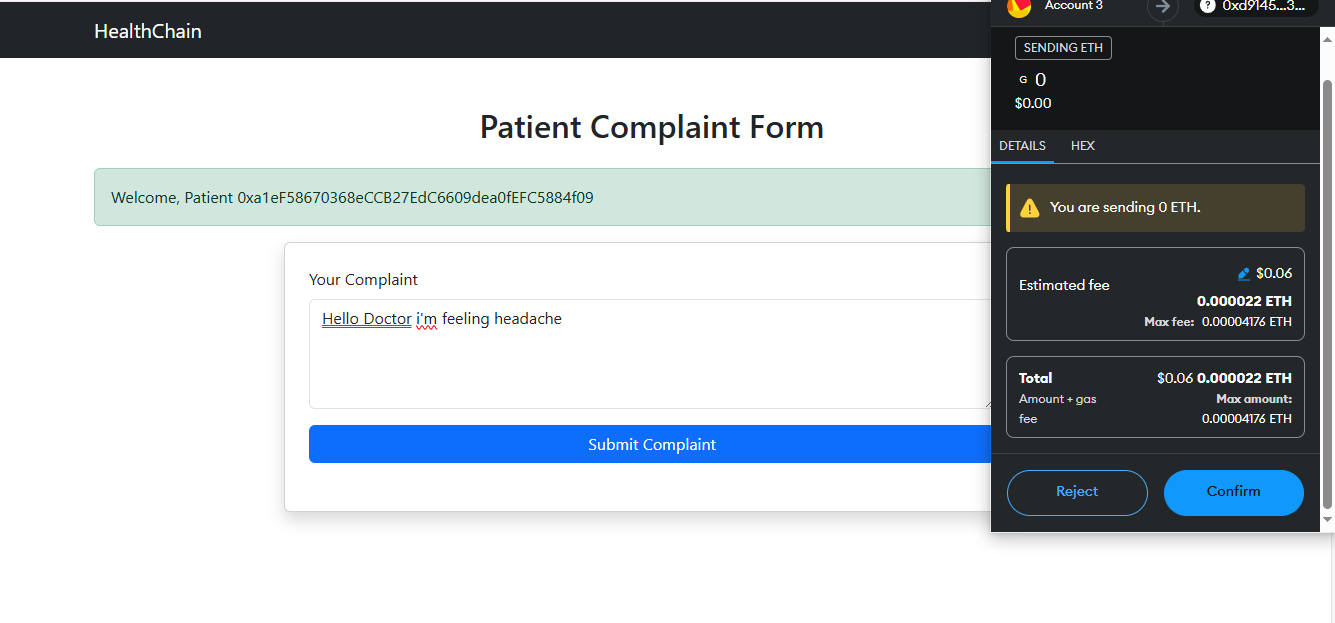 HealthChain
Patient Complaint Form
Welcome, Patient 0xa1eF58670368eCCB27EdC6609dea0fEFC5884f09
Your Complaint
Hello Doctor i'm feeling headache
Submit Complaint
Account 3
0xd9145...3...
SENDING ETH
G 0
$0.00
DETAILS HEX
You are sending 0 ETH.
Estimated fee
$0.06
0.000022 ETH
Max fee: 0.00004176 ETH
Total $0.06 0.000022 ETH
Amount + gas fee
Max amount:
0.00004176 ETH
Reject Confirm